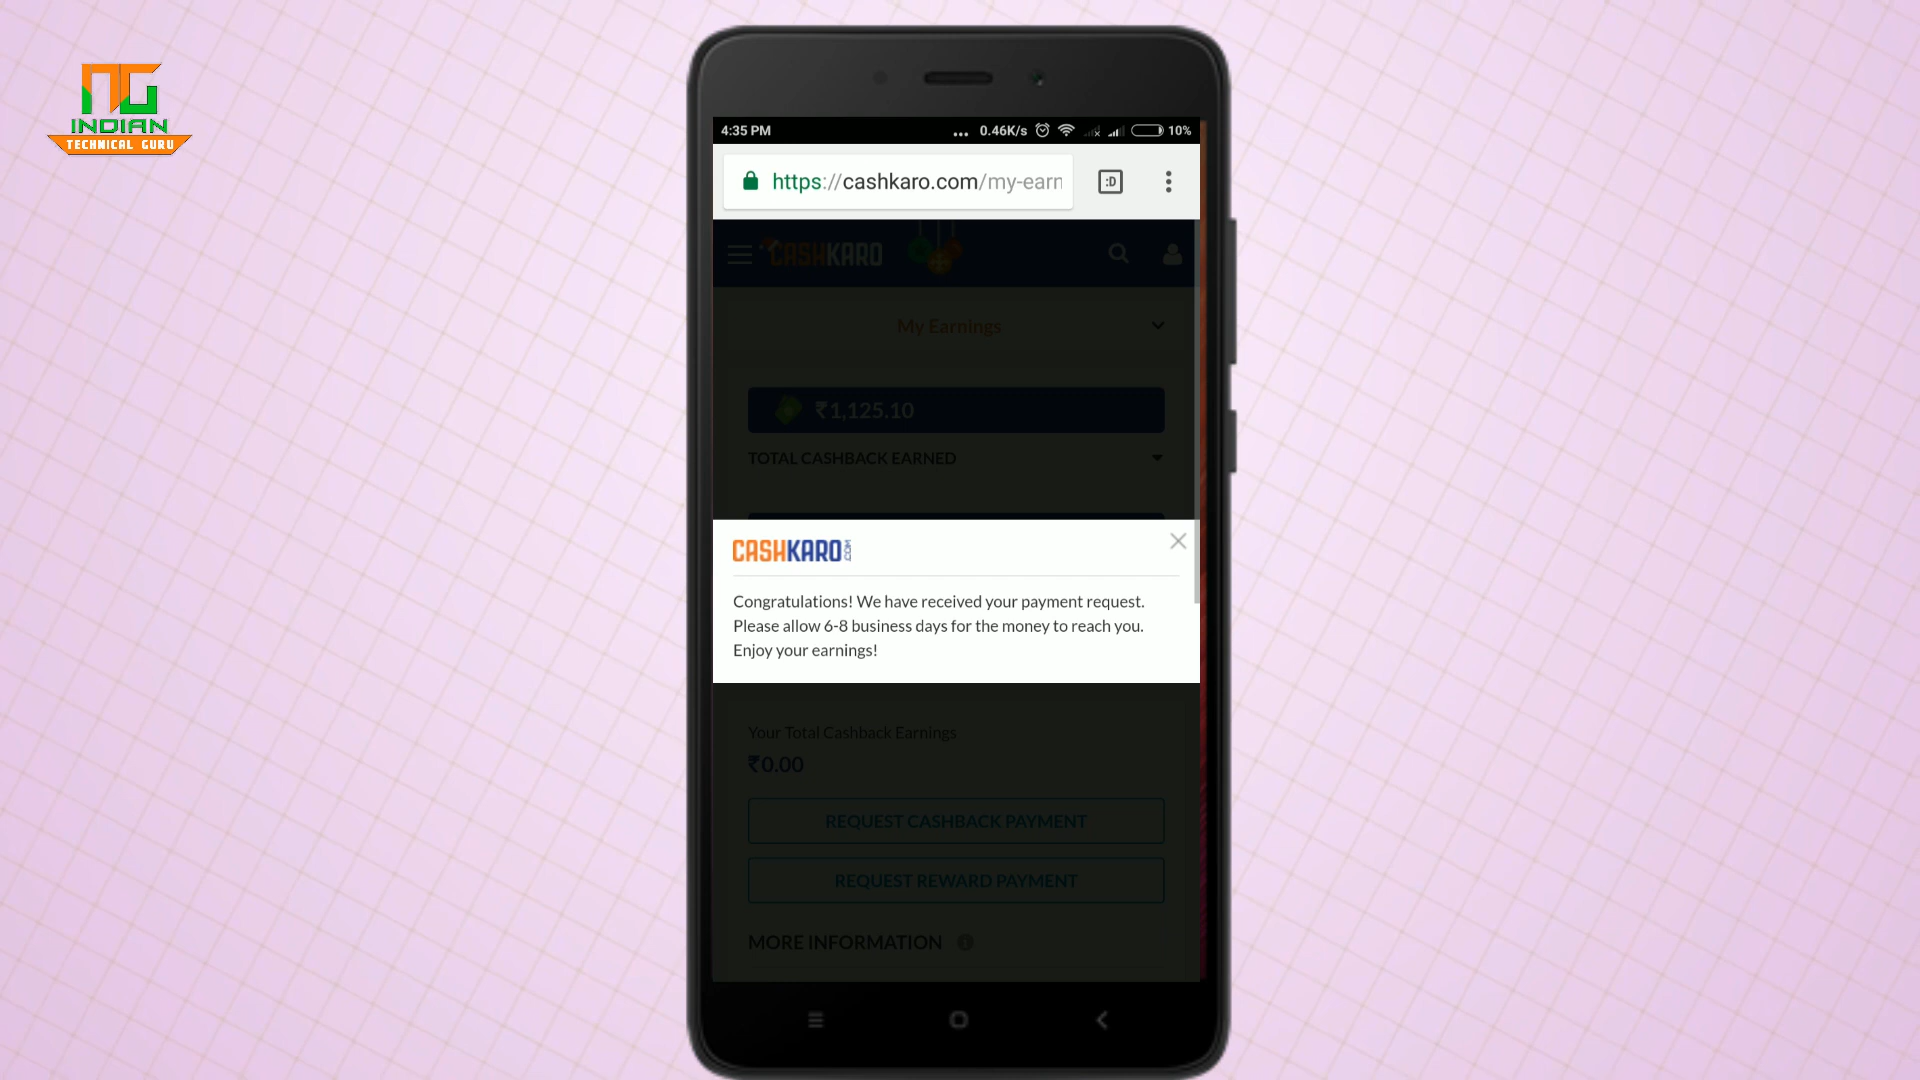 INDIAN
TECHNICAL GURU
4:35 PM
... 0.46K/s 10%
https://cashkaro.com/my-earn
:D
CASHKARO
My Earnings
₹1,125.10
TOTAL CASHBACK EARNED
CASHKARO.COM
Congratulations! We have received your payment request.
Please allow 6-8 business days for the money to reach you.
Enjoy your earnings!
Your Total Cashback Earnings
₹0.00
REQUEST CASHBACK PAYMENT
REQUEST REWARD PAYMENT
MORE INFORMATION